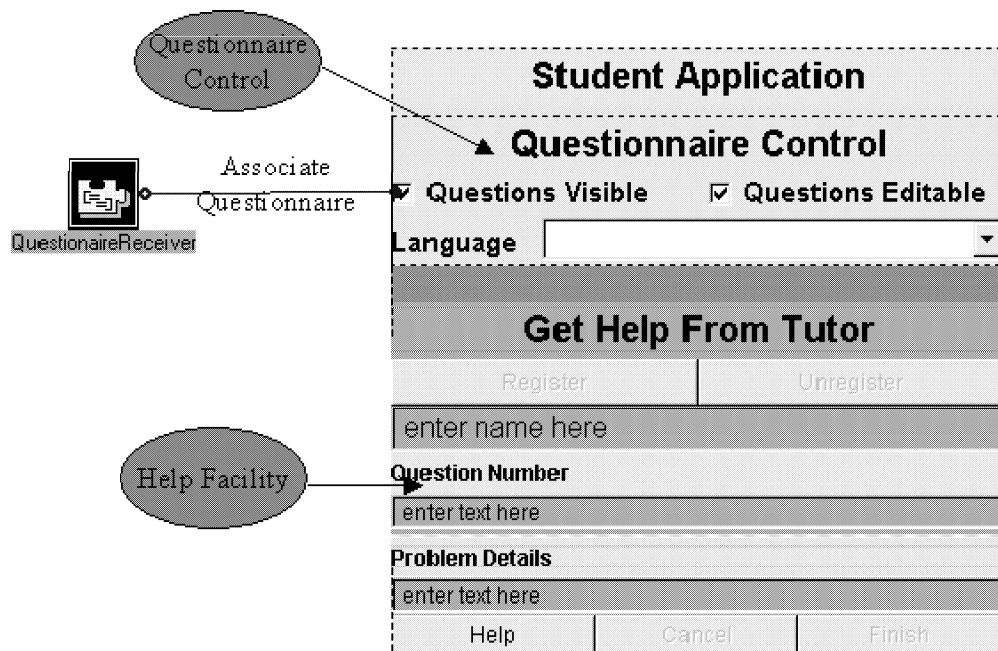 Questionnaire
Control
Student Application
Questionnaire Control
Associate
Questionnaire
Questions Visible
Questions Editable
QuestionaireReceiver
Language
Get Help From Tutor
Register
Unregister
enter name here
Help Facility
Question Number
enter text here
Problem Details
enter text here
Help
Cancel
Finish